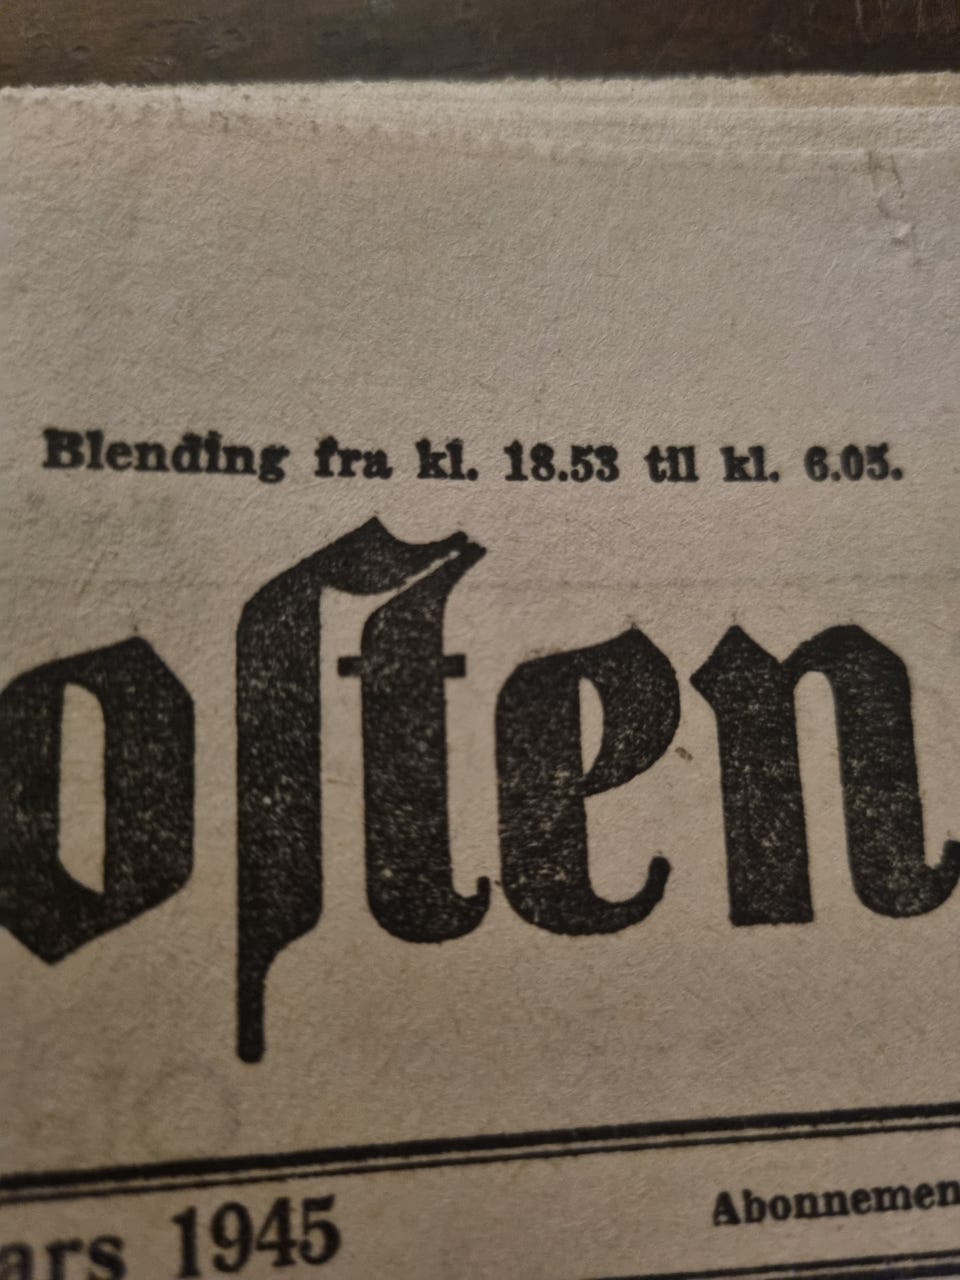 Blending fra kl. 18.53 til kl. 6.05.
osten
ars 1945
Abonnemen